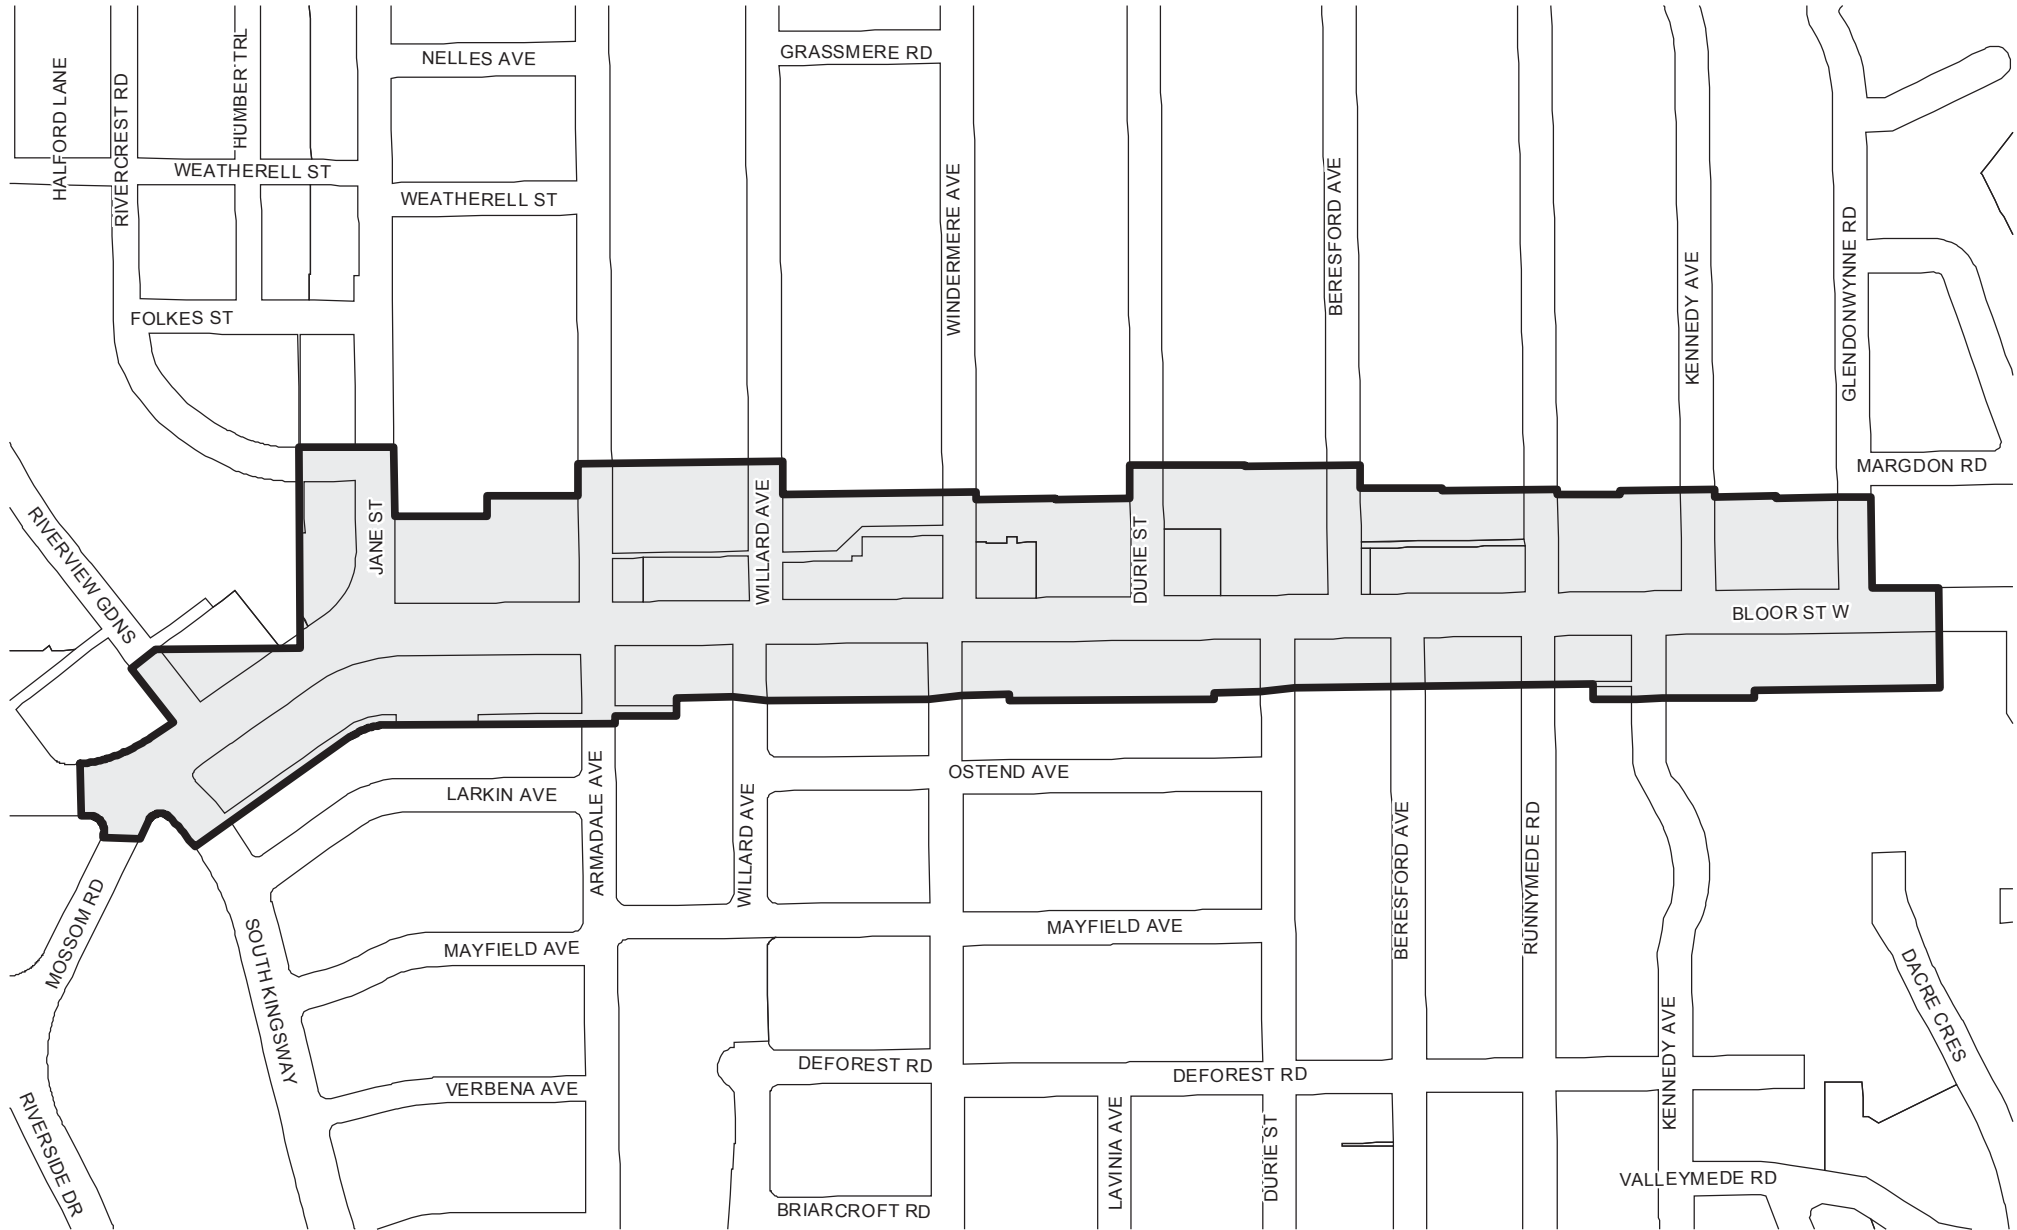 NELLES AVE
GRASSMERE RD
HALFORD LANE
RIVERCREST RD
HUMBER TRL
WEATHERELL ST
WEATHERELL ST
WINDERMERE AVE
BERESFORD AVE
KENNEDY AVE
GLENDONWYNNE RD
FOLKES ST
MARGDON RD
RIVERVIEW GDNS
JANE ST
WILLARD AVE
DURIE ST
BLOOR ST W
OSTEND AVE
LARKIN AVE
ARMADALE AVE
WILLARD AVE
BERESFORD AVE
RUNNYMEDE RD
MOSSOM RD
SOUTH KINGSWAY
MAYFIELD AVE
MAYFIELD AVE
DACRE CRES
KENNEDY AVE
DEFOREST RD
DEFOREST RD
VERBENA AVE
RIVERSIDE DR
LAVINIA AVE
DURIE ST
VALLEYMEDE RD
BRIARCROFT RD